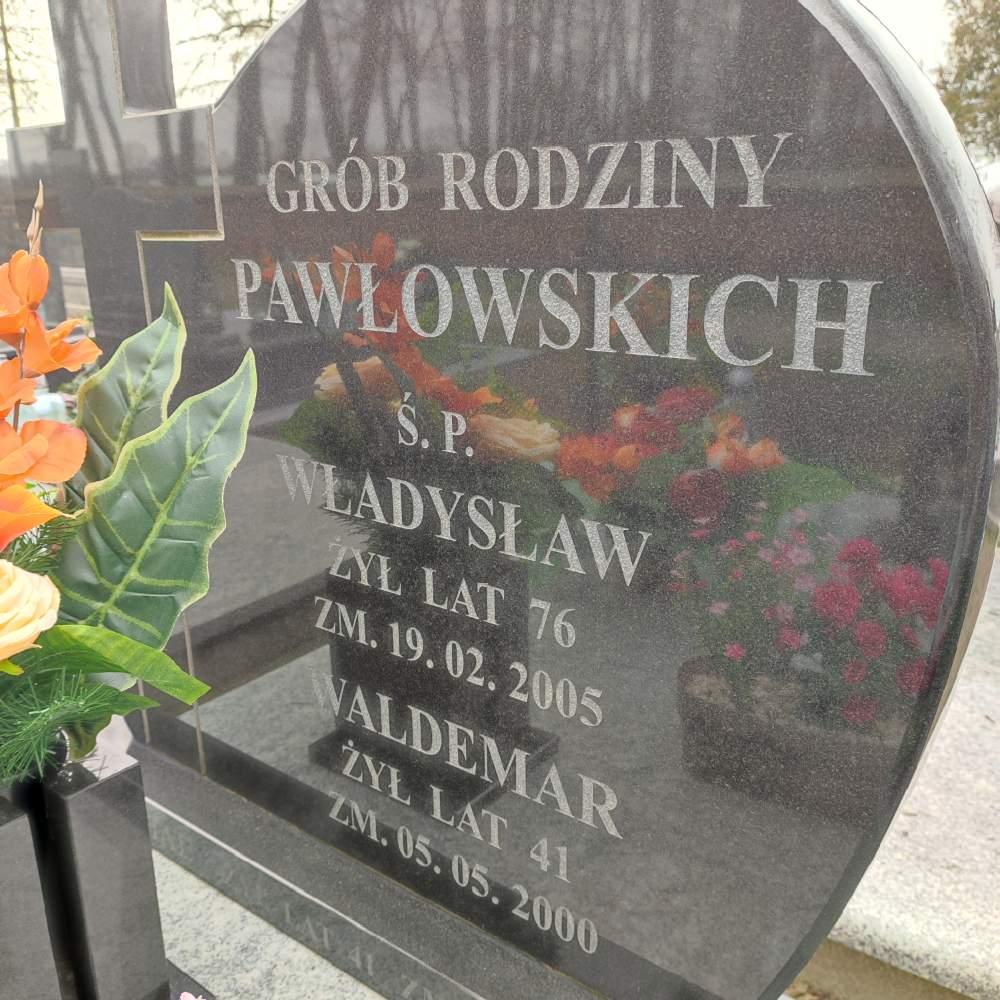 GRÓB RODZINY
PAWŁOWSKICH
Ś. P.
WŁADYSŁAW
ŻYŁ LAT 76
ZM. 19. 02. 2005
WALDEMAR
ŻYŁ LAT 41
ZM. 05. 05. 2000